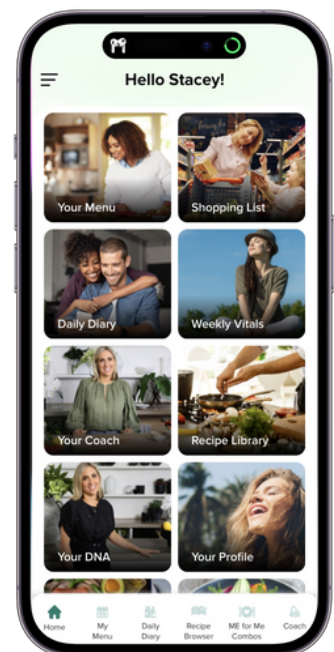 Hello Stacey!
Your Menu
Shopping List
Daily Diary
Weekly Vitals
Your Coach
Recipe Library
Your DNA
Your Profile
Home
My Menu
Daily Diary
Recipe Browser
ME for Me Combos
Coach